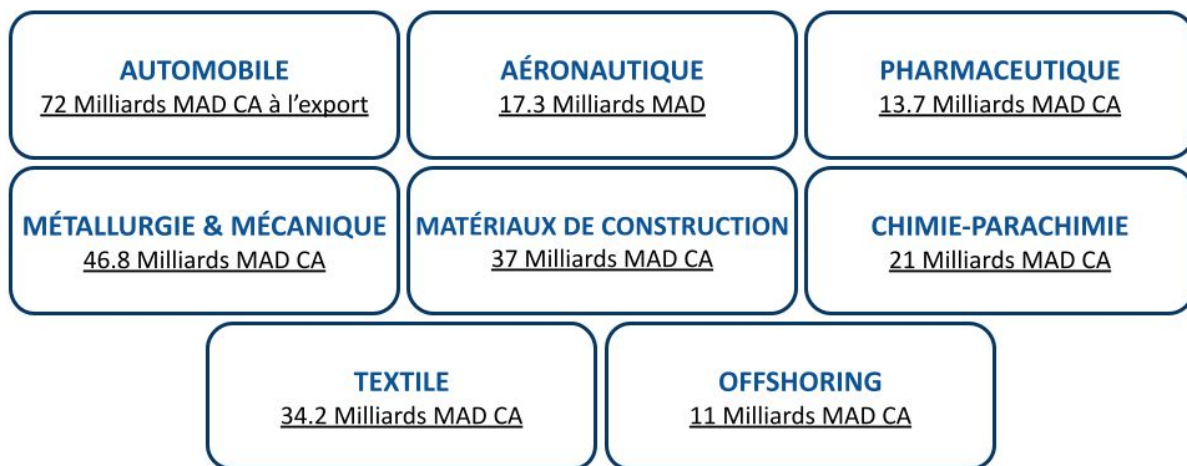 AUTOMOBILE
72 Milliards MAD CA à l’export
AÉRONAUTIQUE
17.3 Milliards MAD
PHARMACEUTIQUE
13.7 Milliards MAD CA
MÉTALLURGIE & MÉCANIQUE
46.8 Milliards MAD CA
MATÉRIAUX DE CONSTRUCTION
37 Milliards MAD CA
CHIMIE-PARACHIMIE
21 Milliards MAD CA
TEXTILE
34.2 Milliards MAD CA
OFFSHORING
11 Milliards MAD CA